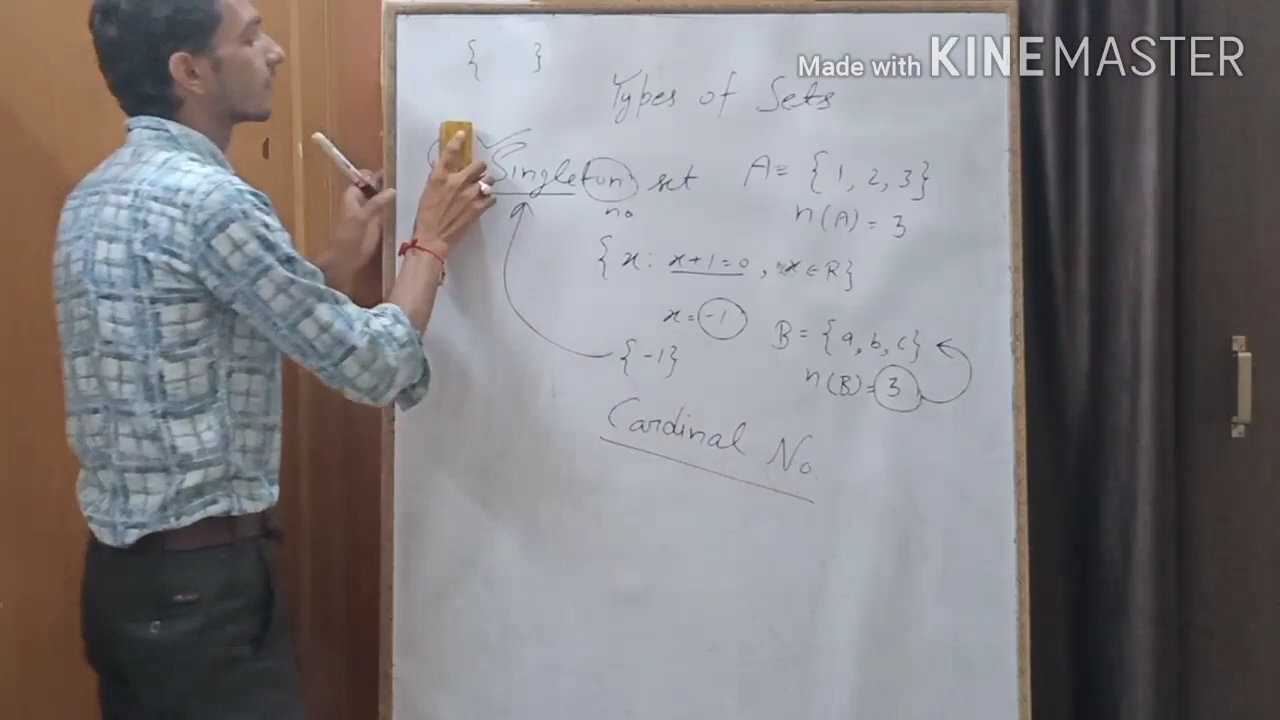 Made with KINEMASTER
{ }
Types of Sets
Singleton set
no
A = { 1, 2, 3 }
n(A) = 3
{ x : x+1=0 , x ∈ R }
x = -1
{ -1 }
B = { a, b, c }
n(B) = 3
Cardinal No.